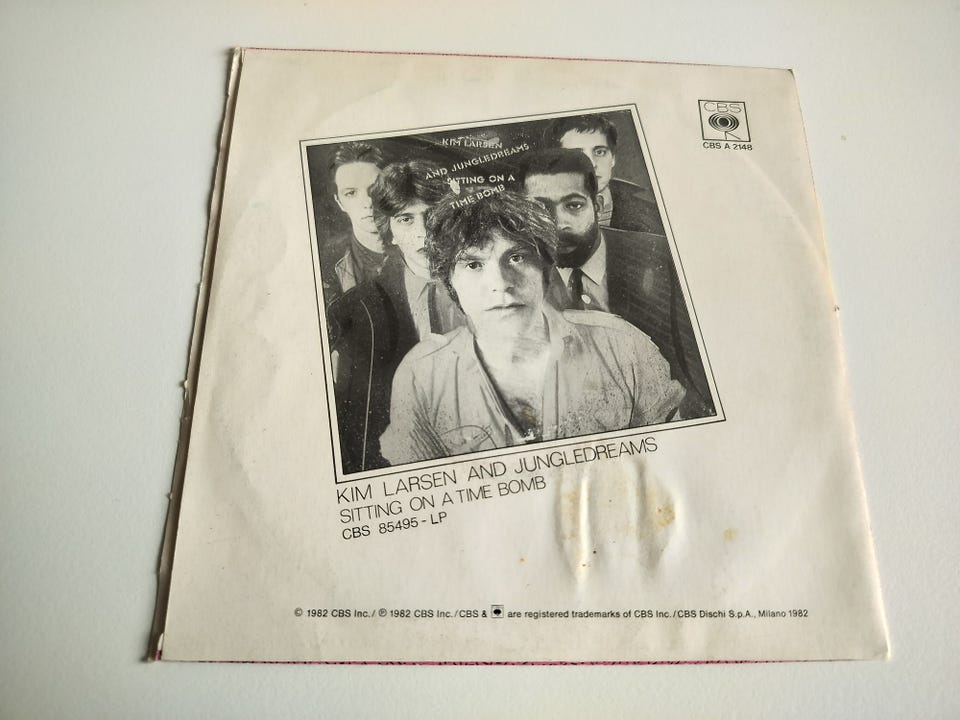 CBS
CBS A 2148
KIM LARSEN
AND JUNGLEDREAMS
SITTING ON A
TIME BOMB
KIM LARSEN AND JUNGLEDREAMS
SITTING ON A TIME BOMB
CBS 85495 - LP
© 1982 CBS Inc. / ℗ 1982 CBS Inc. / CBS & are registered trademarks of CBS Inc. / CBS Dischi S.p.A., Milano 1982